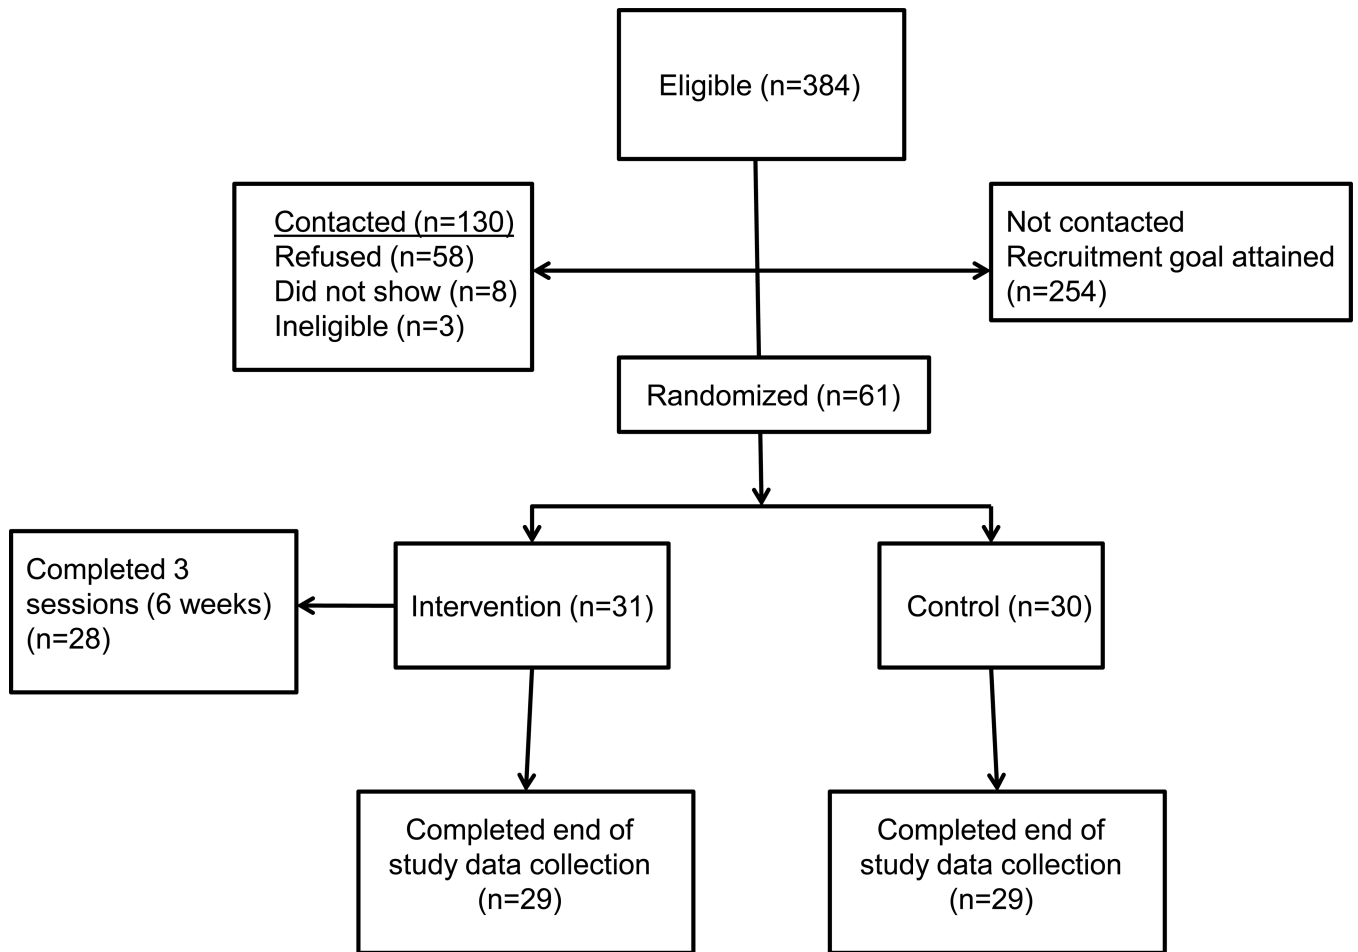 Eligible (n=384)
Contacted (n=130)
Refused (n=58)
Did not show (n=8)
Ineligible (n=3)
Not contacted
Recruitment goal attained
(n=254)
Randomized (n=61)
Completed 3
sessions (6 weeks)
(n=28)
Intervention (n=31)
Control (n=30)
Completed end of
study data collection
(n=29)
Completed end of
study data collection
(n=29)